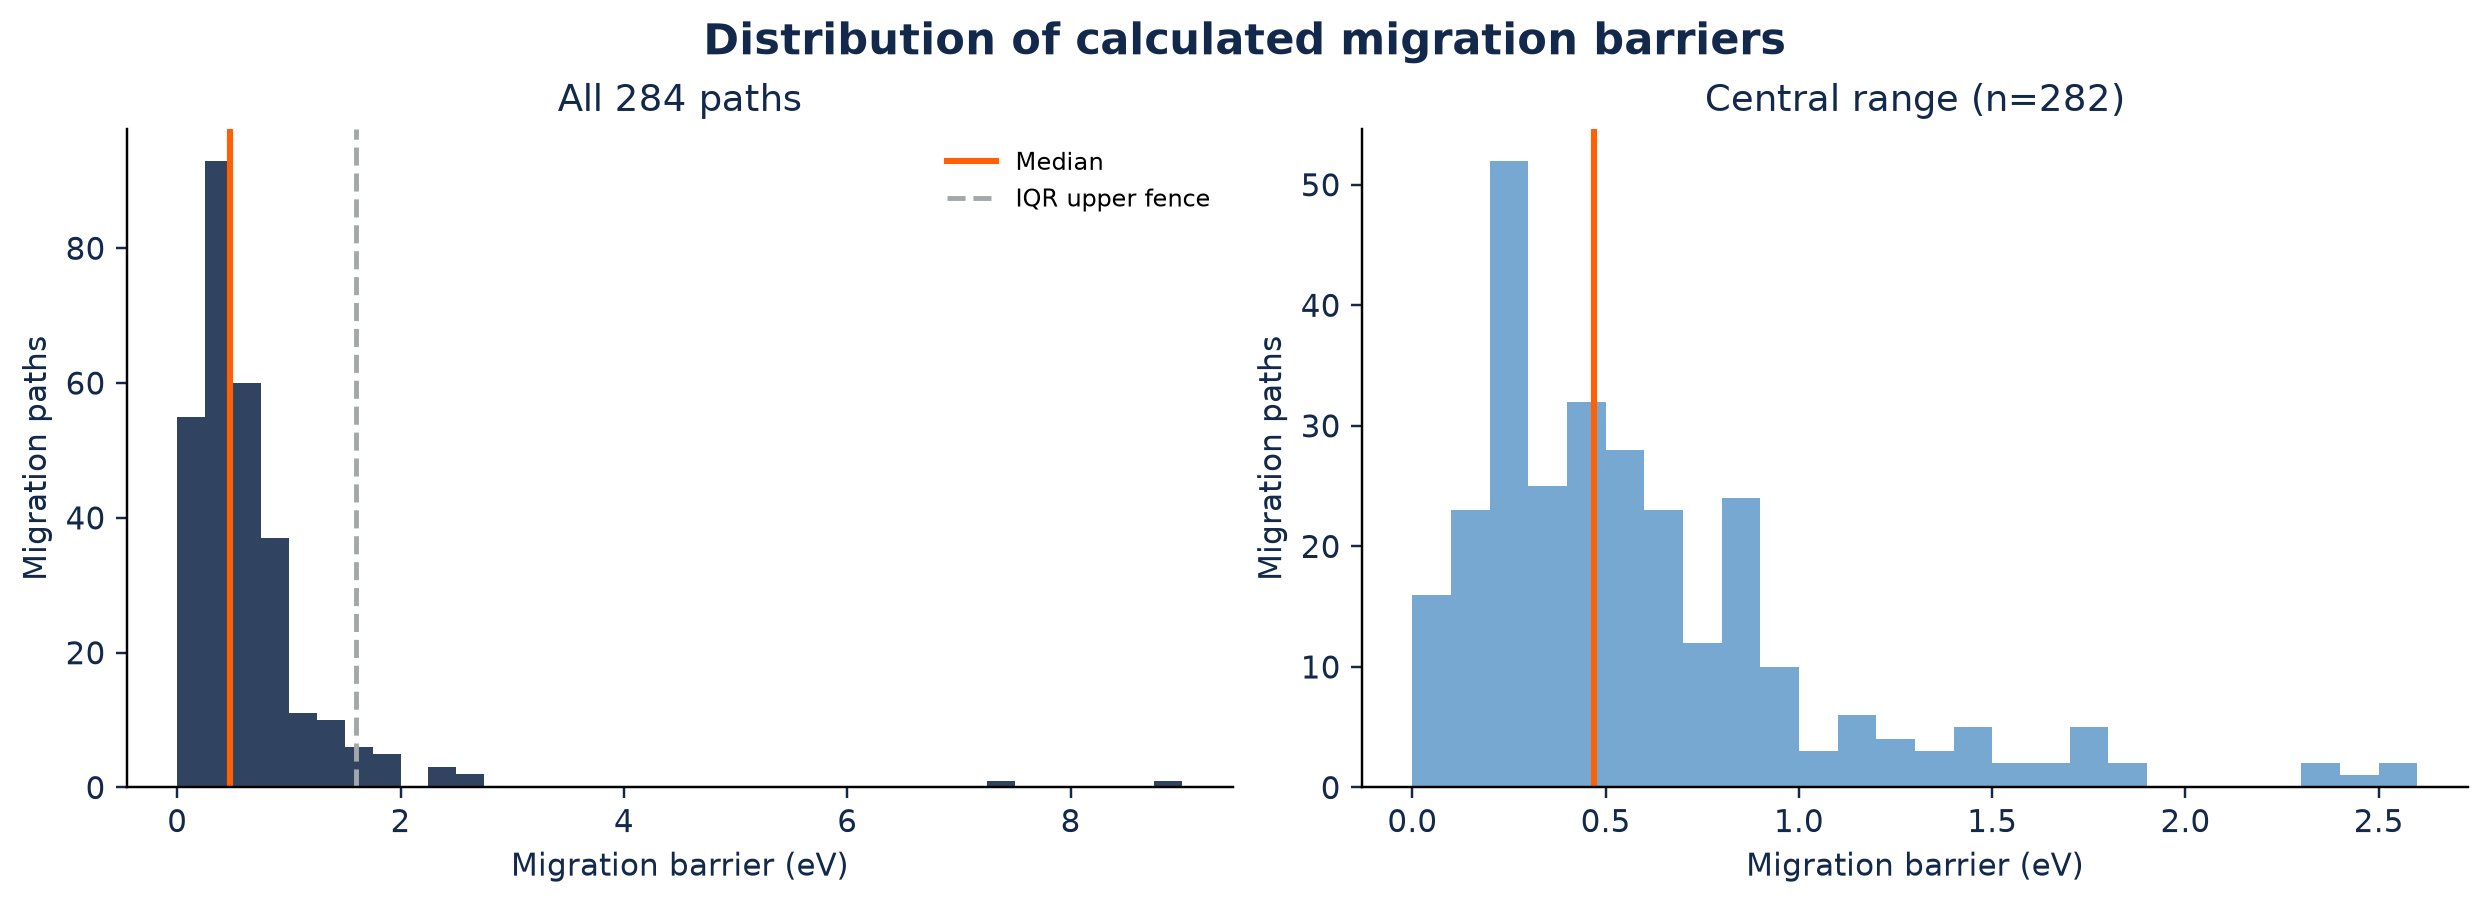 Distribution of calculated migration barriers
All 284 paths
Migration paths
80
60
40
20
0
0 2 4 6 8
Migration barrier (eV)
Median
IQR upper fence
Central range (n=282)
Migration paths
50
40
30
20
10
0
0.0 0.5 1.0 1.5 2.0 2.5
Migration barrier (eV)